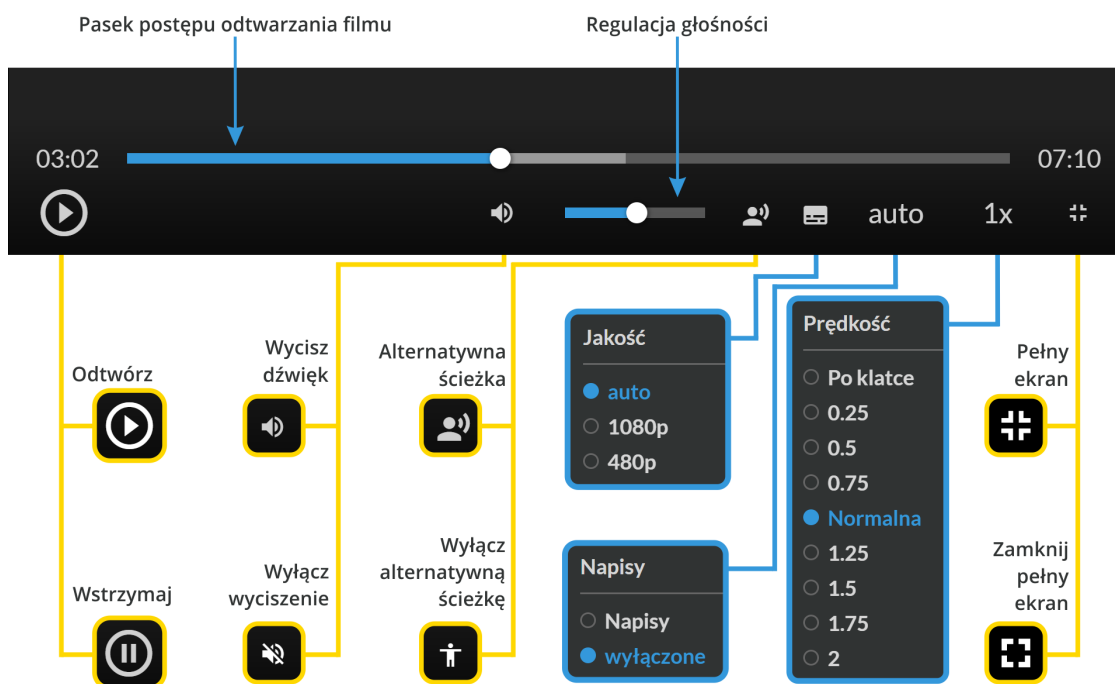 Pasek postępu odtwarzania filmu
Regulacja głośności
03:02
07:10
auto
1x
Odtwórz
Wstrzymaj
Wycisz
dźwięk
Wyłącz
wyciszenie
Alternatywna
ścieżka
Wyłącz
alternatywną
ścieżkę
Jakość
auto
1080p
480p
Napisy
Napisy
wyłączone
Prędkość
Po klatce
0.25
0.5
0.75
Normalna
1.25
1.5
1.75
2
Pełny
ekran
Zamknij
pełny
ekran